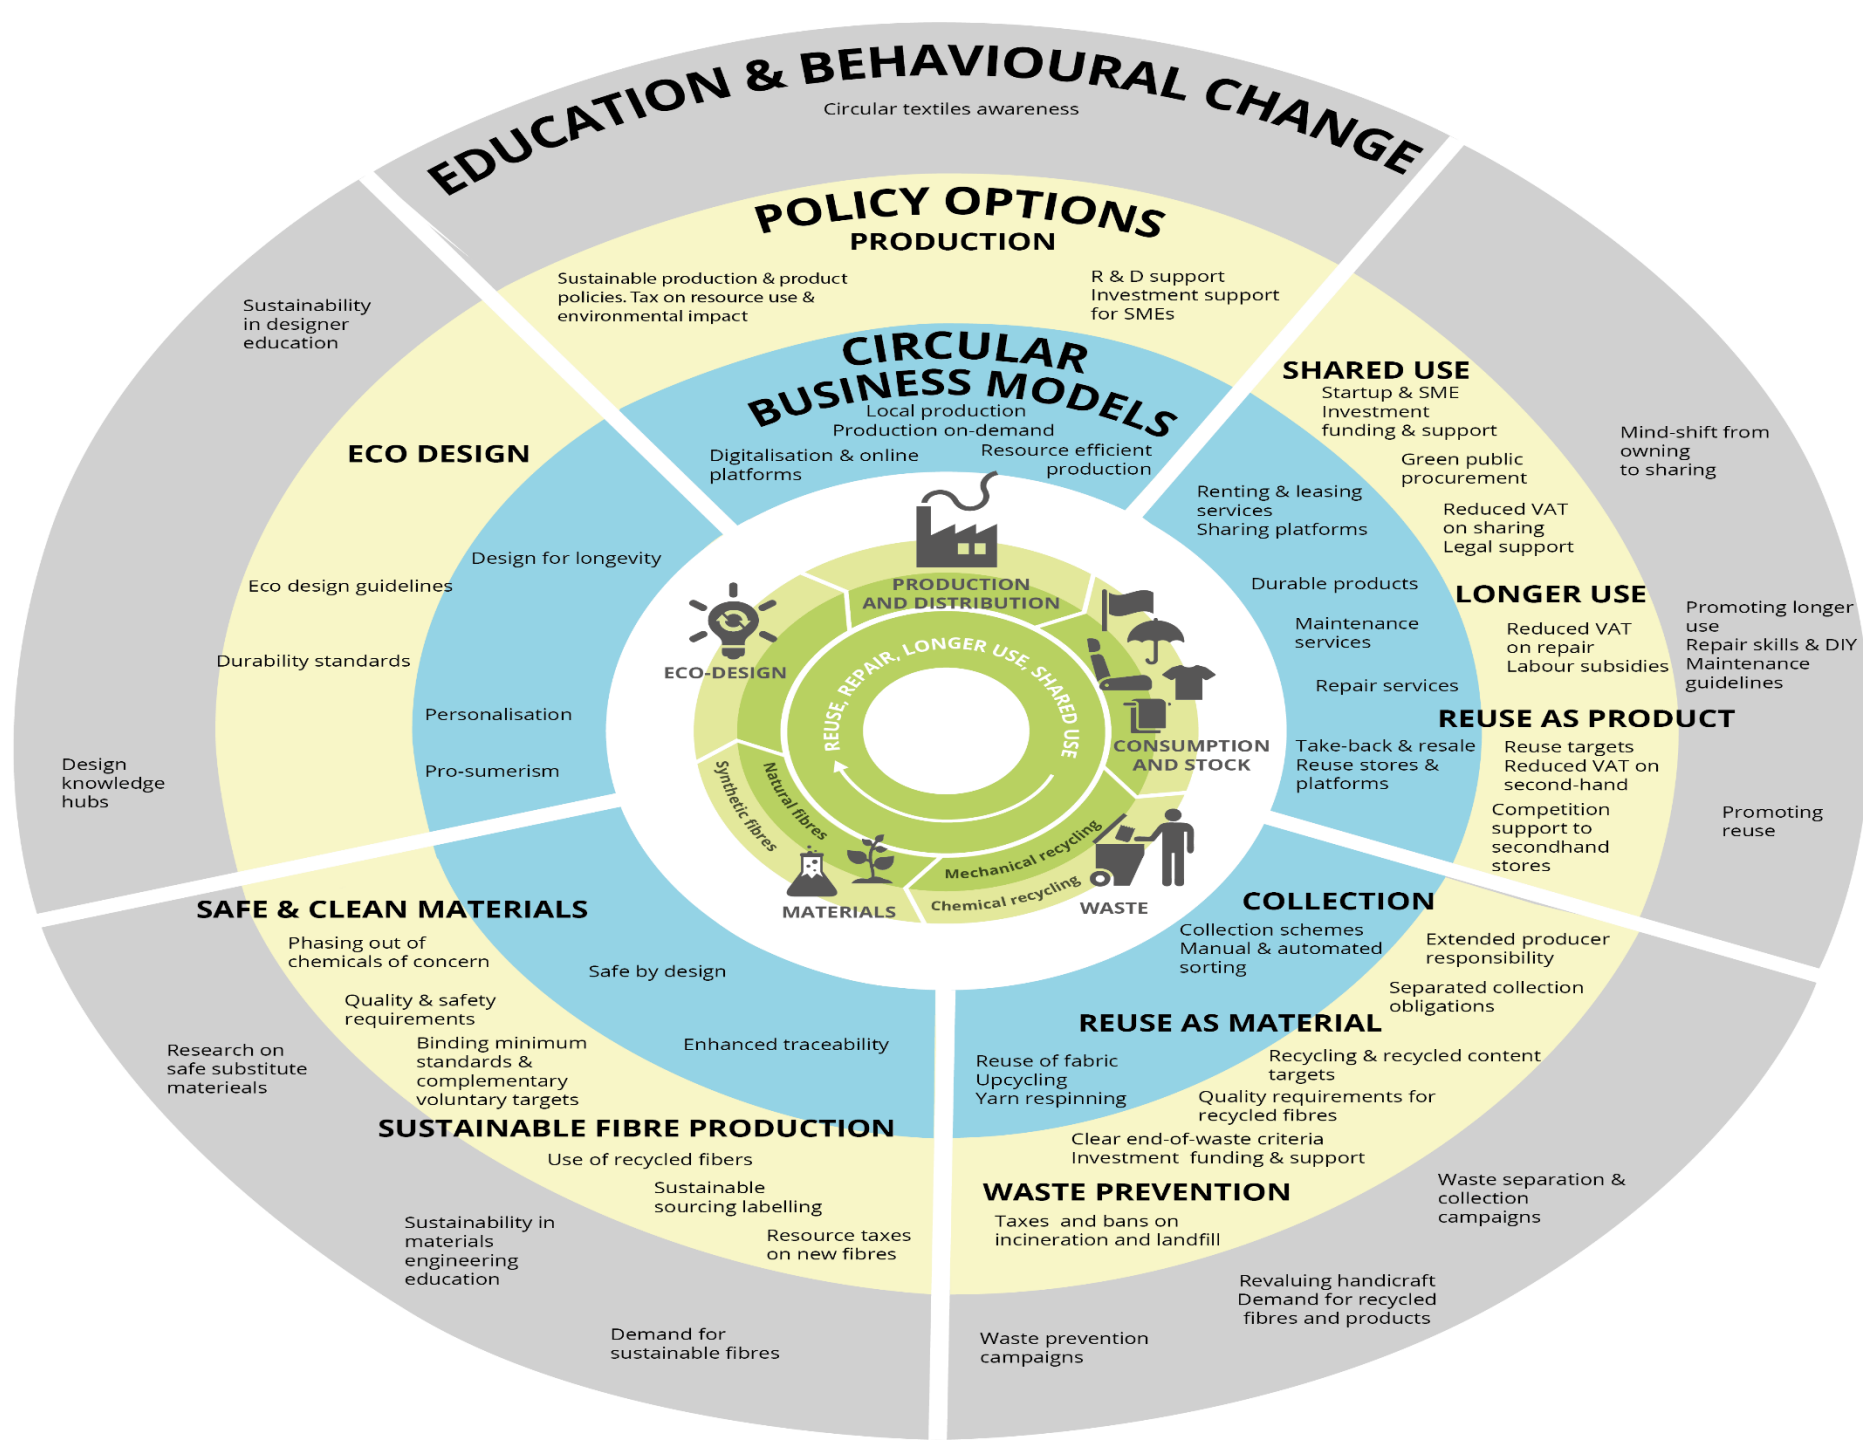 EDUCATION & BEHAVIOURAL CHANGE
Circular textiles awareness
POLICY OPTIONS
PRODUCTION
Sustainable production & product
policies. Tax on resource use &
environmental impact
R & D support
Investment support
for SMEs
CIRCULAR
BUSINESS MODELS
Local production
Production on-demand
Digitalisation & online
platforms
Resource efficient
production
Sustainability
in designer
education
ECO DESIGN
Design for longevity
Eco design guidelines
Durability standards
Personalisation
Pro-sumerism
Design
knowledge
hubs
SHARED USE
Startup & SME
Investment
funding & support
Green public
procurement
Reduced VAT
on sharing
Legal support
Mind-shift from
owning
to sharing
Renting & leasing
services
Sharing platforms
Durable products
LONGER USE
Maintenance
services
Reduced VAT
on repair
Labour subsidies
Promoting longer
use
Repair skills & DIY
Maintenance
guidelines
Repair services
REUSE AS PRODUCT
Take-back & resale
Reuse stores &
platforms
Reuse targets
Reduced VAT on
second-hand
Competition
support to
secondhand
stores
Promoting
reuse
PRODUCTION
AND DISTRIBUTION
ECO-DESIGN
REUSE, REPAIR, LONGER USE, SHARED USE
CONSUMPTION
AND STOCK
Synthetic fibres
Natural fibres
Mechanical recycling
Chemical recycling
MATERIALS
WASTE
SAFE & CLEAN MATERIALS
Phasing out of
chemicals of concern
Safe by design
Quality & safety
requirements
Enhanced traceability
Binding minimum
standards &
complementary
voluntary targets
Research on
safe substitute
materieals
SUSTAINABLE FIBRE PRODUCTION
Use of recycled fibers
Sustainable
sourcing labelling
Resource taxes
on new fibres
Sustainability in
materials
engineering
education
Demand for
sustainable fibres
COLLECTION
Collection schemes
Manual & automated
sorting
Extended producer
responsibility
Separated collection
obligations
REUSE AS MATERIAL
Reuse of fabric
Upcycling
Yarn respinning
Recycling & recycled content
targets
Quality requirements for
recycled fibres
Clear end-of-waste criteria
Investment funding & support
WASTE PREVENTION
Taxes and bans on
incineration and landfill
Waste separation &
collection
campaigns
Revaluing handicraft
Demand for recycled
fibres and products
Waste prevention
campaigns